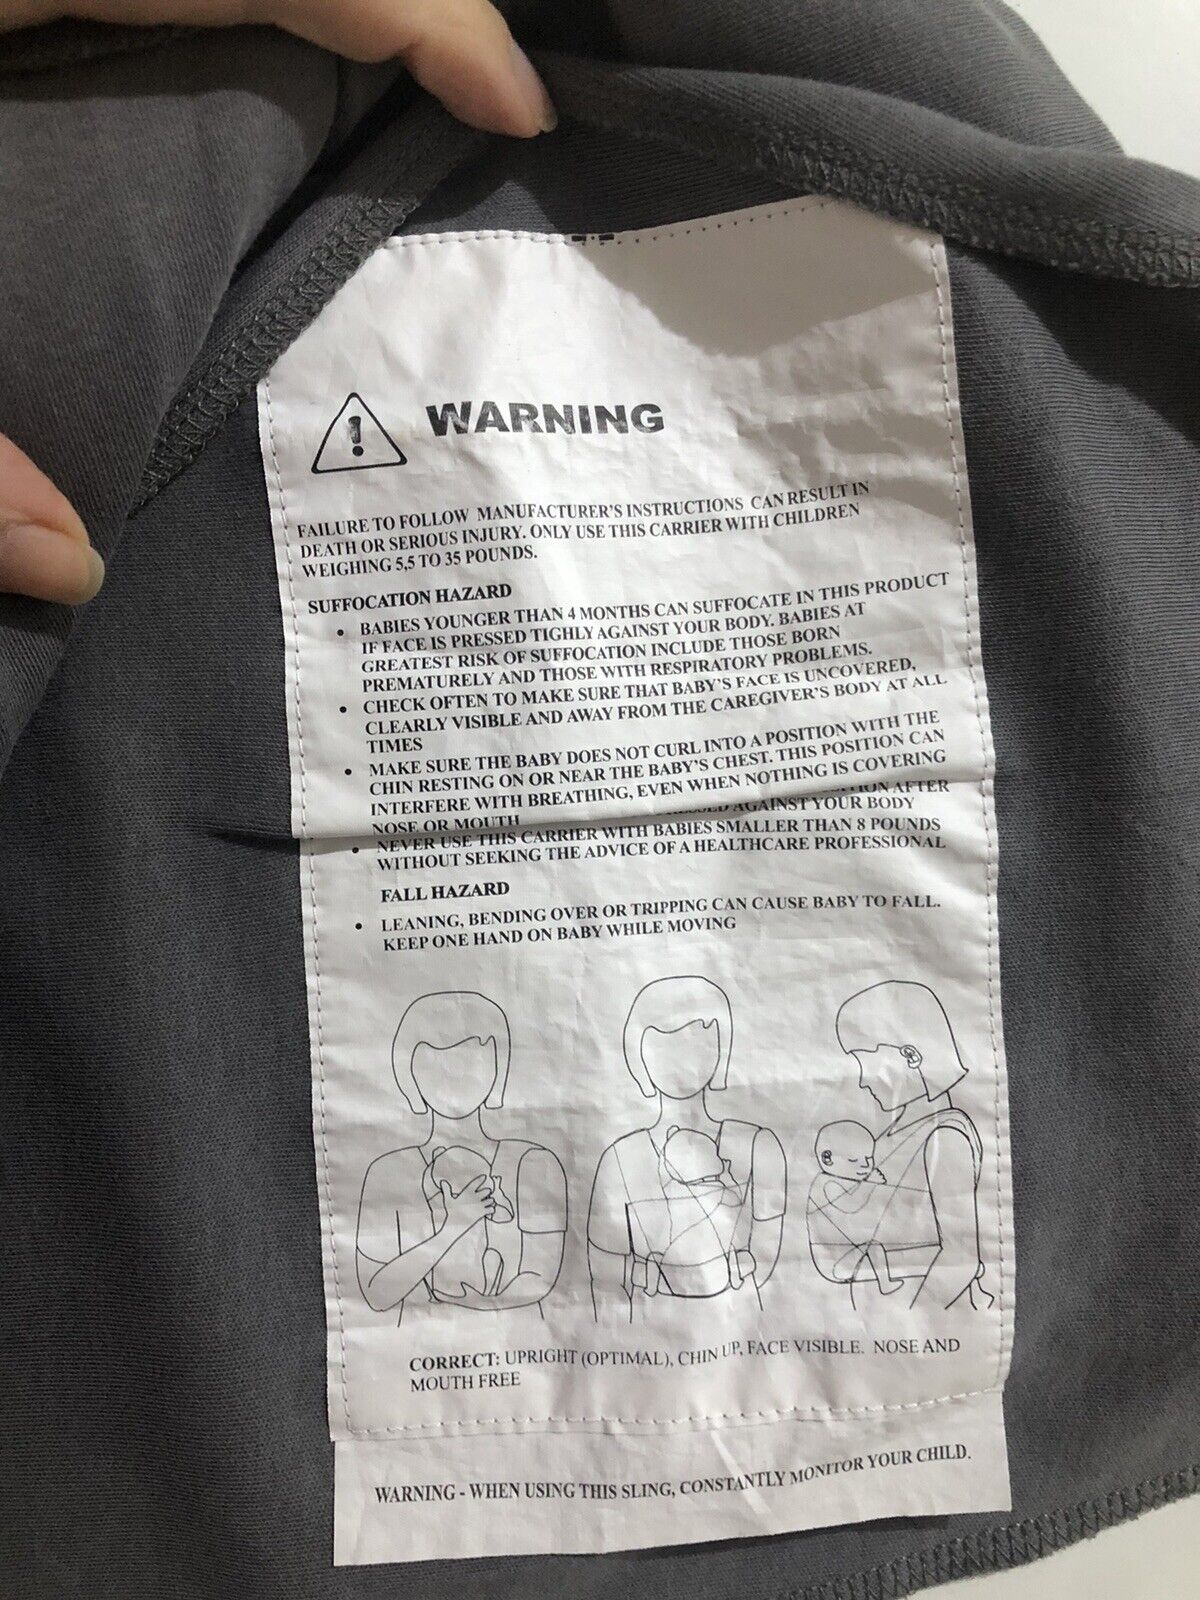 WARNING
FAILURE TO FOLLOW MANUFACTURER'S INSTRUCTIONS CAN RESULT IN
DEATH OR SERIOUS INJURY. ONLY USE THIS CARRIER WITH CHILDREN
WEIGHING 5,5 TO 35 POUNDS.
SUFFOCATION HAZARD
• BABIES YOUNGER THAN 4 MONTHS CAN SUFFOCATE IN THIS PRODUCT
IF FACE IS PRESSED TIGHLY AGAINST YOUR BODY. BABIES AT
GREATEST RISK OF SUFFOCATION INCLUDE THOSE BORN
PREMATURELY AND THOSE WITH RESPIRATORY PROBLEMS.
• CHECK OFTEN TO MAKE SURE THAT BABY'S FACE IS UNCOVERED,
CLEARLY VISIBLE AND AWAY FROM THE CAREGIVER'S BODY AT ALL
TIMES
• MAKE SURE THE BABY DOES NOT CURL INTO A POSITION WITH THE
CHIN RESTING ON OR NEAR THE BABY'S CHEST. THIS POSITION CAN
INTERFERE WITH BREATHING, EVEN WHEN NOTHING IS COVERING
NOSE OR MOUTH
AFTER
AGAINST YOUR BODY
• NEVER USE THIS CARRIER WITH BABIES SMALLER THAN 8 POUNDS
WITHOUT SEEKING THE ADVICE OF A HEALTHCARE PROFESSIONAL
FALL HAZARD
• LEANING, BENDING OVER OR TRIPPING CAN CAUSE BABY TO FALL.
KEEP ONE HAND ON BABY WHILE MOVING
CORRECT: UPRIGHT (OPTIMAL), CHIN UP, FACE VISIBLE. NOSE AND
MOUTH FREE
WARNING - WHEN USING THIS SLING, CONSTANTLY MONITOR YOUR CHILD.